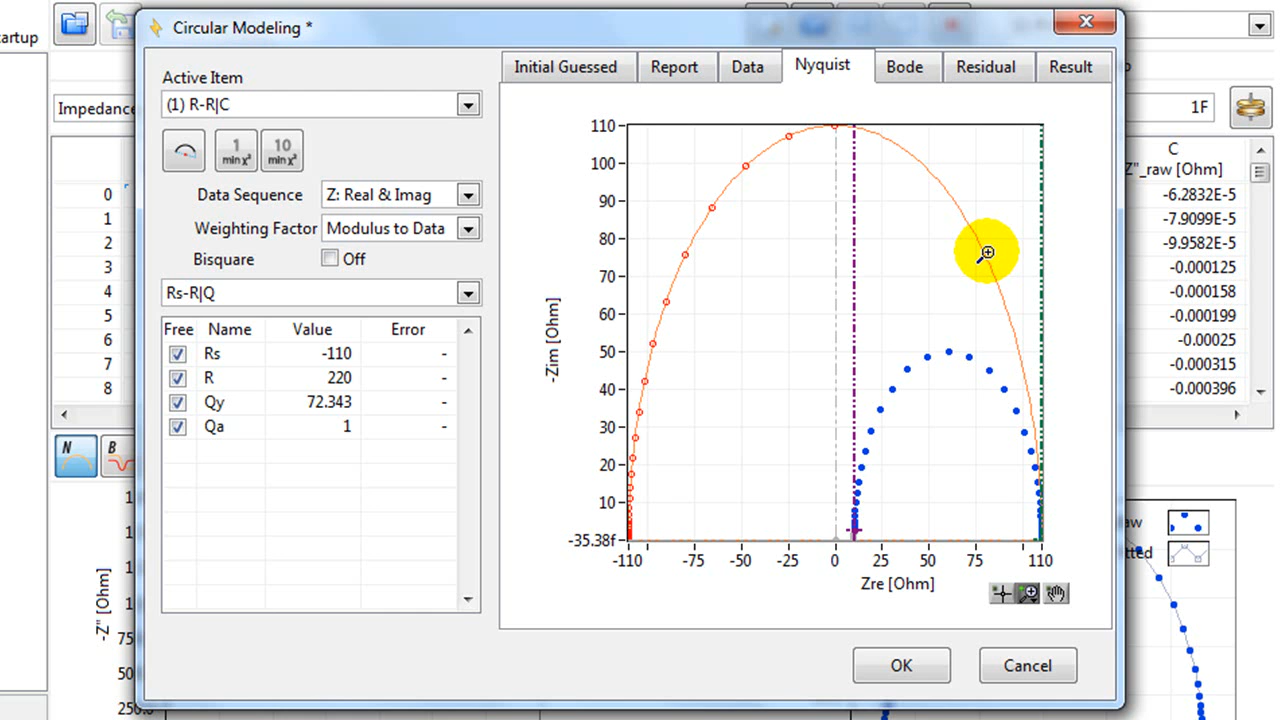 artup
Circular Modeling *
Active Item
(1) R-R|C
1
min χ²
10
min χ²
Data Sequence
Z: Real & Imag
Weighting Factor
Modulus to Data
Bisquare
Off
Rs-R|Q
Free Name Value Error
Rs -110 -
R 220 -
Qy 72.343 -
Qa 1 -
Initial Guessed
Report
Data
Nyquist
Bode
Residual
Result
-Zim [Ohm]
110
100
90
80
70
60
50
40
30
20
10
-35.38f
-110 -75 -50 -25 0 25 50 75 110
Zre [Ohm]
OK
Cancel
Impedance
0
1
2
3
4
5
6
7
8
N
B
1F
C
Z"_raw [Ohm]
-6.2832E-5
-7.9099E-5
-9.9582E-5
-0.000125
-0.000158
-0.000199
-0.00025
-0.000315
-0.000396
-Z" [Ohm]
1
1
1
75
50
250.
aw
tted